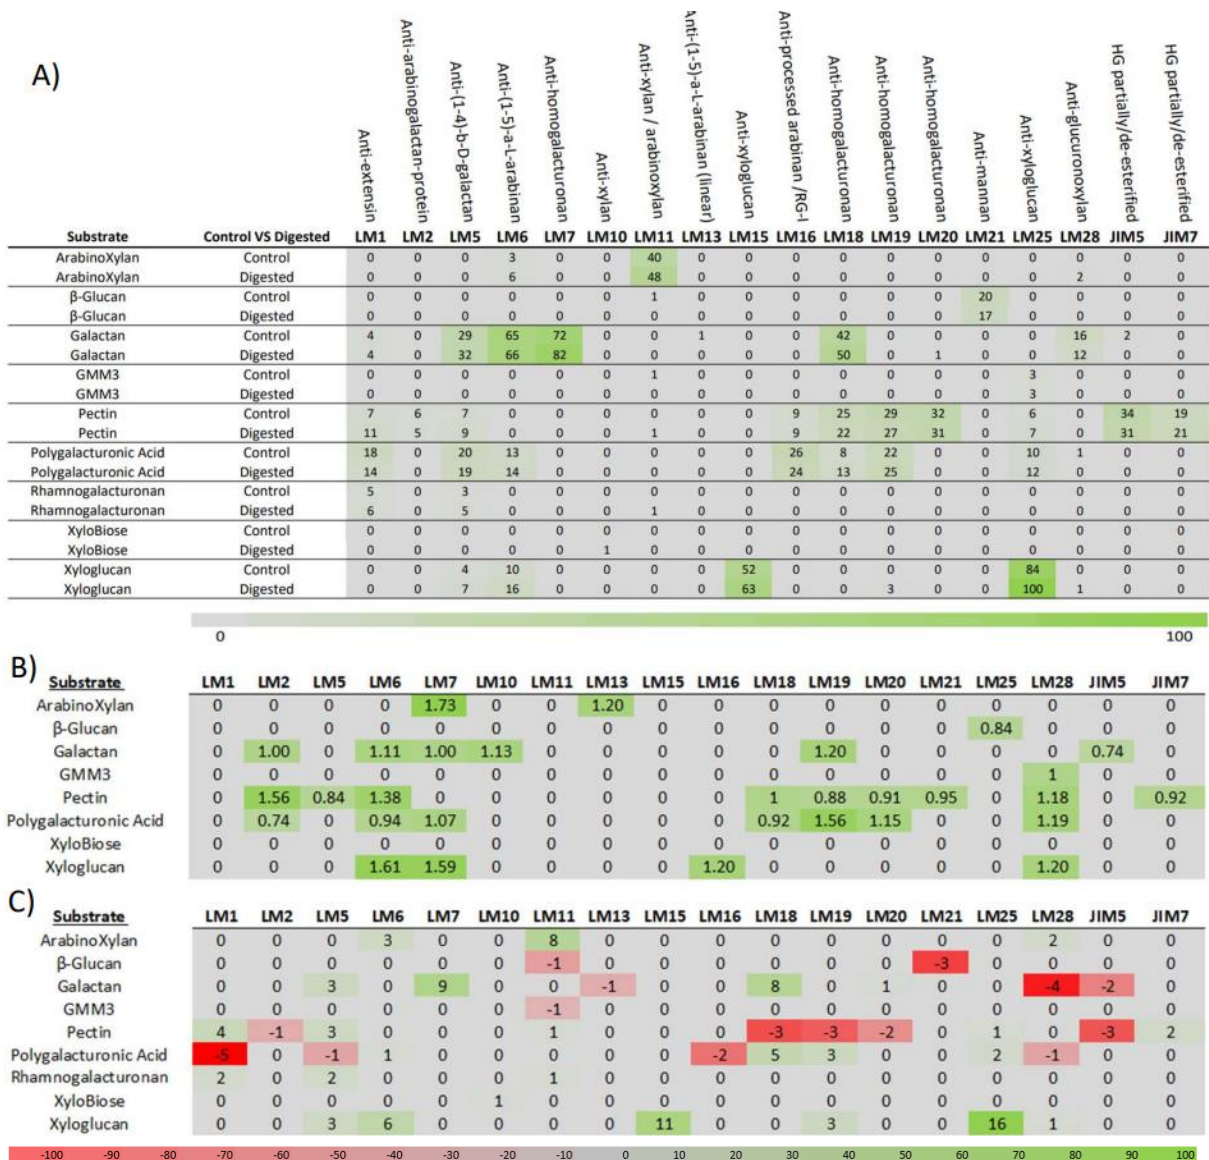 A)
Anti-extensin
Anti-arabinogalactan-protein
Anti-(1-4)-b-D-galactan
Anti-(1-5)-a-L-arabinan
Anti-homogalacturonan
Anti-xylan
Anti-xylan / arabinoxylan
Anti-(1-5)-a-L-arabinan (linear)
Anti-xyloglucan
Anti-processed arabinan /RG-I
Anti-homogalacturonan
Anti-homogalacturonan
Anti-homogalacturonan
Anti-mannan
Anti-xyloglucan
Anti-glucuronoxylan
HG partially/de-esterified
HG partially/de-esterified
Substrate Control VS Digested LM1 LM2 LM5 LM6 LM7 LM10 LM11 LM13 LM15 LM16 LM18 LM19 LM20 LM21 LM25 LM28 JIM5 JIM7
ArabinoXylan Control 0 0 0 3 0 0 40 0 0 0 0 0 0 0 0 0 0 0
ArabinoXylan Digested 0 0 0 6 0 0 48 0 0 0 0 0 0 0 0 2 0 0
β-Glucan Control 0 0 0 0 0 0 1 0 0 0 0 0 0 20 0 0 0 0
β-Glucan Digested 0 0 0 0 0 0 0 0 0 0 0 0 0 17 0 0 0 0
Galactan Control 4 0 29 65 72 0 0 1 0 0 42 0 0 0 0 16 2 0
Galactan Digested 4 0 32 66 82 0 0 0 0 0 50 0 1 0 0 12 0 0
GMM3 Control 0 0 0 0 0 0 1 0 0 0 0 0 0 0 3 0 0 0
GMM3 Digested 0 0 0 0 0 0 0 0 0 0 0 0 0 0 3 0 0 0
Pectin Control 7 6 7 0 0 0 0 0 0 9 25 29 32 0 6 0 34 19
Pectin Digested 11 5 9 0 0 0 1 0 0 9 22 27 31 0 7 0 31 21
Polygalacturonic Acid Control 18 0 20 13 0 0 0 0 0 26 8 22 0 0 10 1 0 0
Polygalacturonic Acid Digested 14 0 19 14 0 0 0 0 0 24 13 25 0 0 12 0 0 0
Rhamnogalacturonan Control 5 0 3 0 0 0 0 0 0 0 0 0 0 0 0 0 0 0
Rhamnogalacturonan Digested 6 0 5 0 0 0 1 0 0 0 0 0 0 0 0 0 0 0
XyloBiose Control 0 0 0 0 0 0 0 0 0 0 0 0 0 0 0 0 0 0
XyloBiose Digested 0 0 0 0 0 1 0 0 0 0 0 0 0 0 0 0 0 0
Xyloglucan Control 0 0 4 10 0 0 0 0 52 0 0 0 0 0 84 0 0 0
Xyloglucan Digested 0 0 7 16 0 0 0 0 63 0 0 3 0 0 100 1 0 0
0 100
B)
Substrate LM1 LM2 LM5 LM6 LM7 LM10 LM11 LM13 LM15 LM16 LM18 LM19 LM20 LM21 LM25 LM28 JIM5 JIM7
ArabinoXylan 0 0 0 0 1.73 0 0 1.20 0 0 0 0 0 0 0 0 0 0
β-Glucan 0 0 0 0 0 0 0 0 0 0 0 0 0 0 0.84 0 0 0
Galactan 0 1.00 0 1.11 1.00 1.13 0 0 0 0 0 1.20 0 0 0 0 0.74 0
GMM3 0 0 0 0 0 0 0 0 0 0 0 0 0 0 0 1 0 0
Pectin 0 1.56 0.84 1.38 0 0 0 0 0 0 1 0.88 0.91 0.95 0 1.18 0 0.92
Polygalacturonic Acid 0 0.74 0 0.94 1.07 0 0 0 0 0 0.92 1.56 1.15 0 0 1.19 0 0
XyloBiose 0 0 0 0 0 0 0 0 0 0 0 0 0 0 0 0 0 0
Xyloglucan 0 0 0 1.61 1.59 0 0 0 0 1.20 0 0 0 0 0 1.20 0 0
C)
Substrate LM1 LM2 LM5 LM6 LM7 LM10 LM11 LM13 LM15 LM16 LM18 LM19 LM20 LM21 LM25 LM28 JIM5 JIM7
ArabinoXylan 0 0 0 3 0 0 8 0 0 0 0 0 0 0 0 2 0 0
β-Glucan 0 0 0 0 0 0 -1 0 0 0 0 0 0 -3 0 0 0 0
Galactan 0 0 3 0 9 0 0 -1 0 0 8 0 1 0 0 -4 -2 0
GMM3 0 0 0 0 0 0 -1 0 0 0 0 0 0 0 0 0 0 0
Pectin 4 -1 3 0 0 0 1 0 0 0 -3 -3 -2 0 1 0 -3 2
Polygalacturonic Acid -5 0 -1 1 0 0 0 0 0 -2 5 3 0 0 2 -1 0 0
Rhamnogalacturonan 2 0 2 0 0 0 1 0 0 0 0 0 0 0 0 0 0 0
XyloBiose 0 0 0 0 0 1 0 0 0 0 0 0 0 0 0 0 0 0
Xyloglucan 0 0 3 6 0 0 0 0 11 0 0 3 0 0 16 1 0 0
-100 -90 -80 -70 -60 -50 -40 -30 -20 -10 0 10 20 30 40 50 60 70 80 90 100